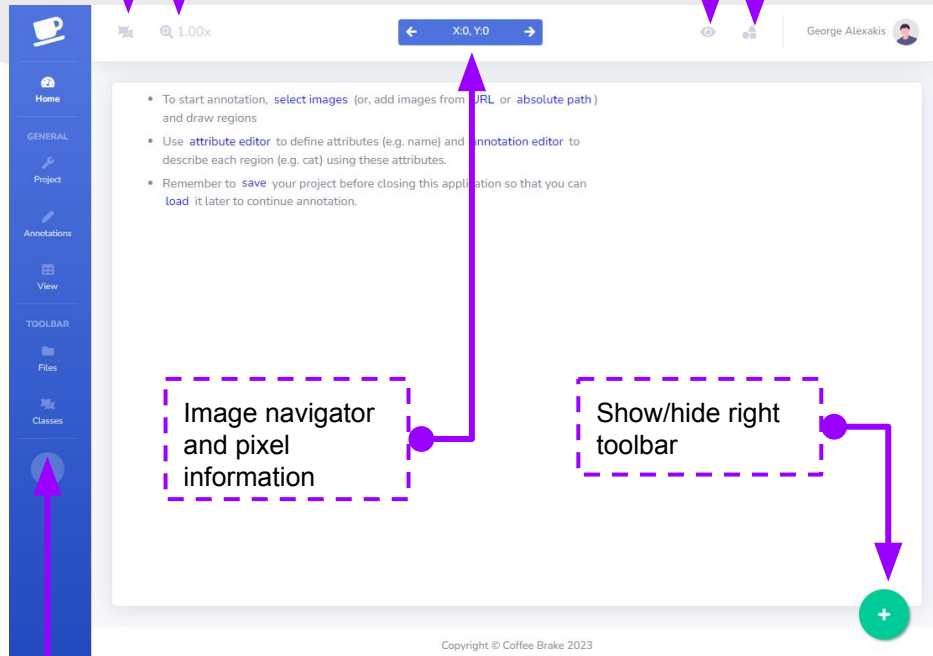 1.00x
X:0, Y:0
George Alexakis
Home
GENERAL
Project
Annotations
View
TOOLBAR
Files
Classes
To start annotation, select images (or, add images from URL or absolute path)
and draw regions
Use attribute editor to define attributes (e.g. name) and annotation editor to
describe each region (e.g. cat) using these attributes.
Remember to save your project before closing this application so that you can
load it later to continue annotation.
Image navigator
and pixel
information
Show/hide right
toolbar
Copyright © Coffee Brake 2023